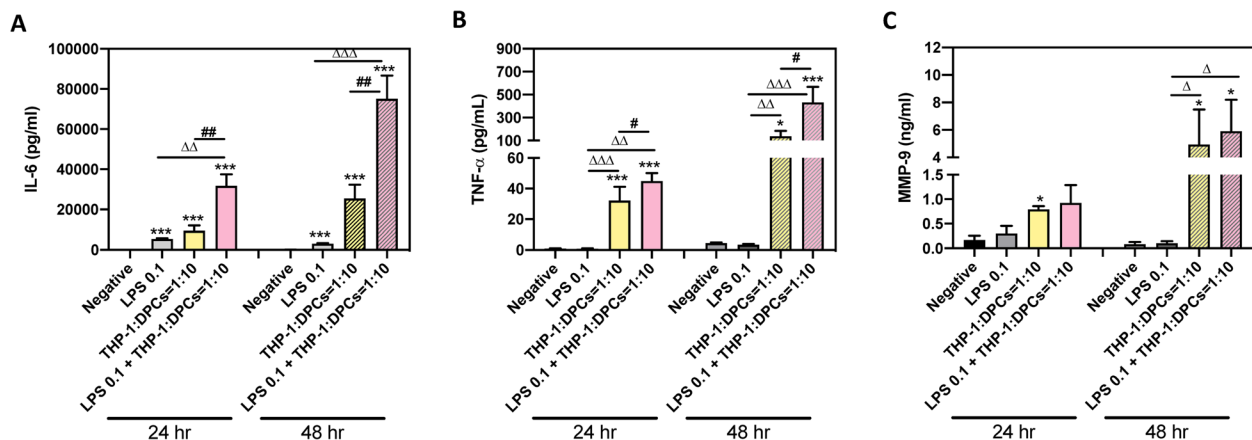 A
IL-6 (pg/ml)
100000
80000
60000
40000
20000
0
***
***
***
ΔΔ
##
***
***
##
ΔΔΔ
Negative
LPS 0.1
THP-1:DPCs=1:10
LPS 0.1 + THP-1:DPCs=1:10
Negative
LPS 0.1
THP-1:DPCs=1:10
LPS 0.1 + THP-1:DPCs=1:10
24 hr
48 hr
B
TNF-α (pg/mL)
900
700
500
300
100
60
40
20
0
***
***
ΔΔΔ
ΔΔ
#
*
***
ΔΔ
ΔΔΔ
#
Negative
LPS 0.1
THP-1:DPCs=1:10
LPS 0.1 + THP-1:DPCs=1:10
Negative
LPS 0.1
THP-1:DPCs=1:10
LPS 0.1 + THP-1:DPCs=1:10
24 hr
48 hr
C
MMP-9 (ng/ml)
12
10
8
6
4
1.5
1.0
0.5
0.0
*
*
*
Δ
Δ
Negative
LPS 0.1
THP-1:DPCs=1:10
LPS 0.1 + THP-1:DPCs=1:10
Negative
LPS 0.1
THP-1:DPCs=1:10
LPS 0.1 + THP-1:DPCs=1:10
24 hr
48 hr